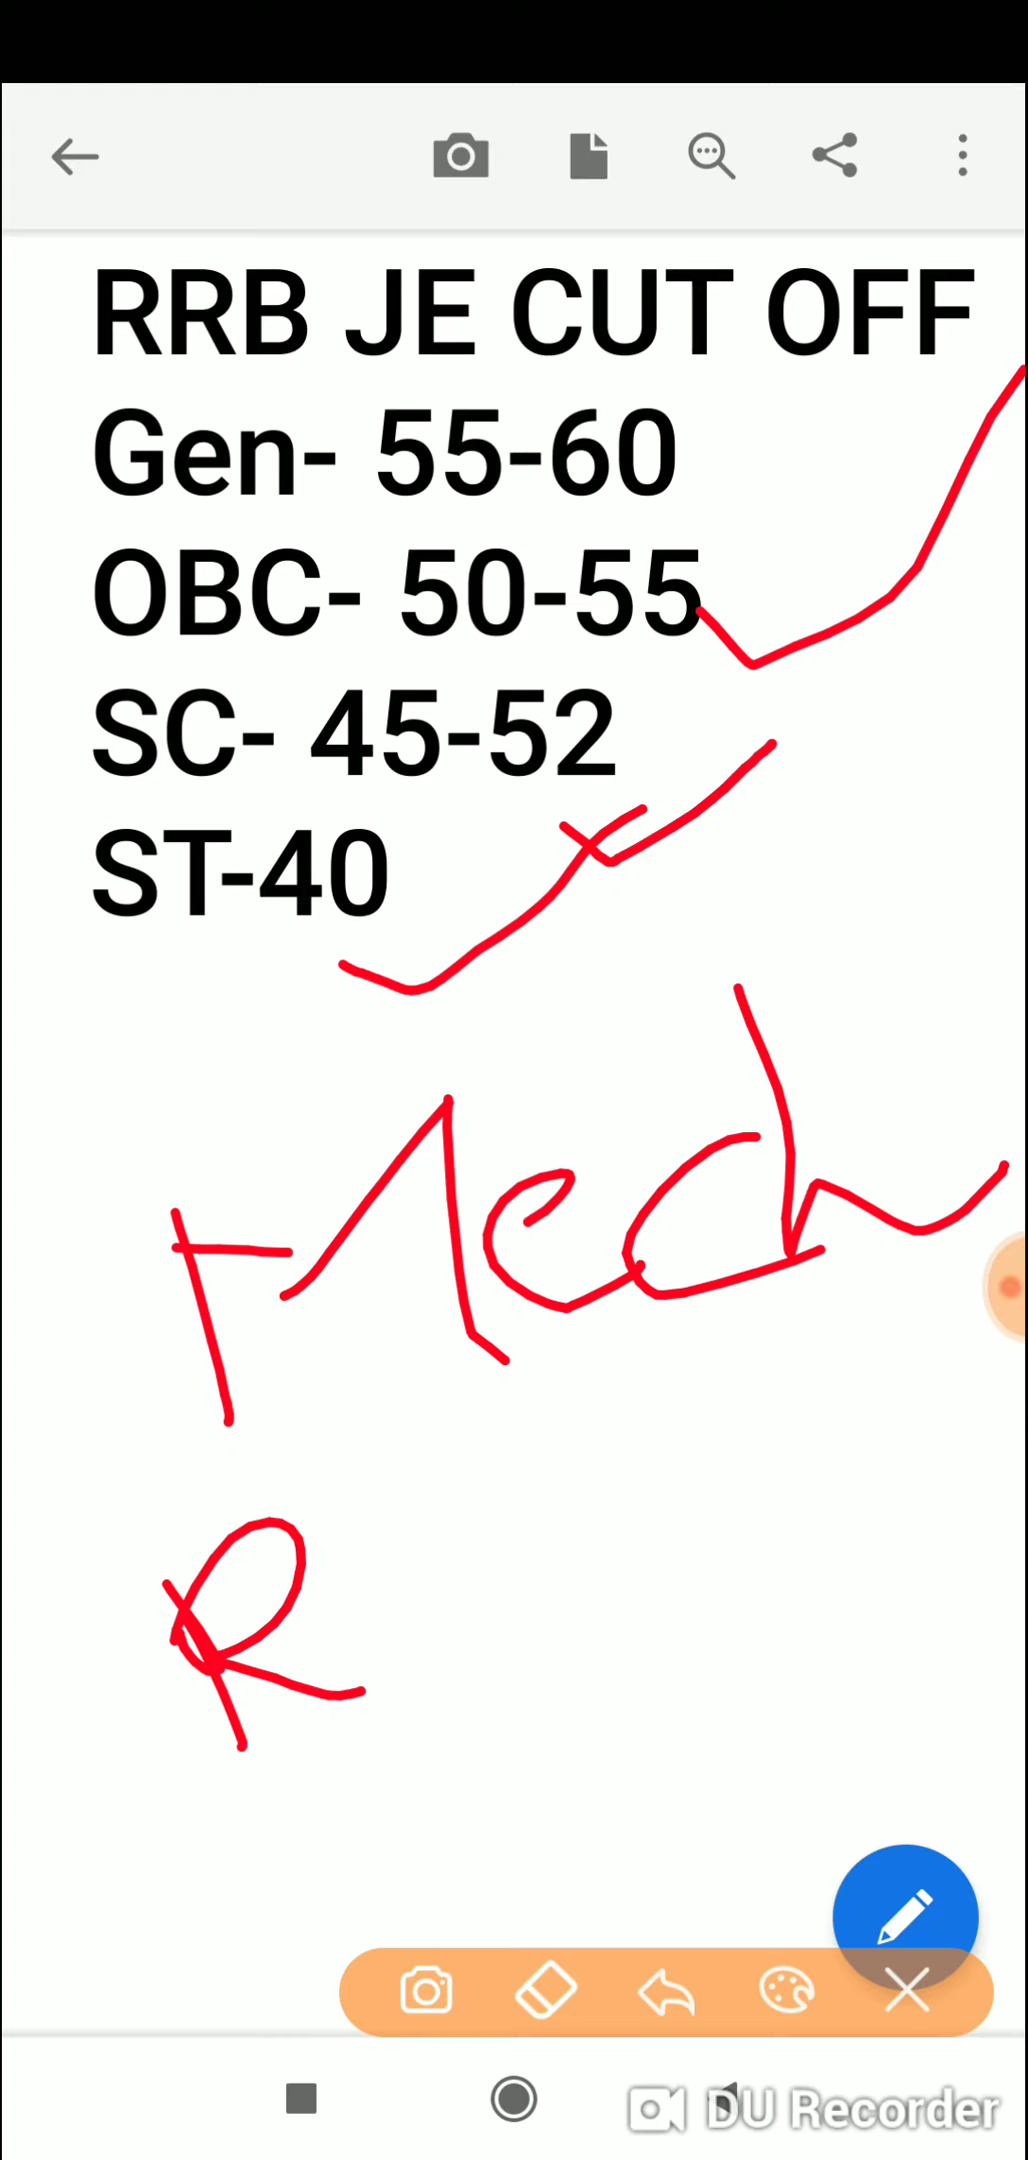 RRB JE CUT OFF
Gen- 55-60
OBC- 50-55
SC- 45-52
ST-40
Mech
R
DU Recorder